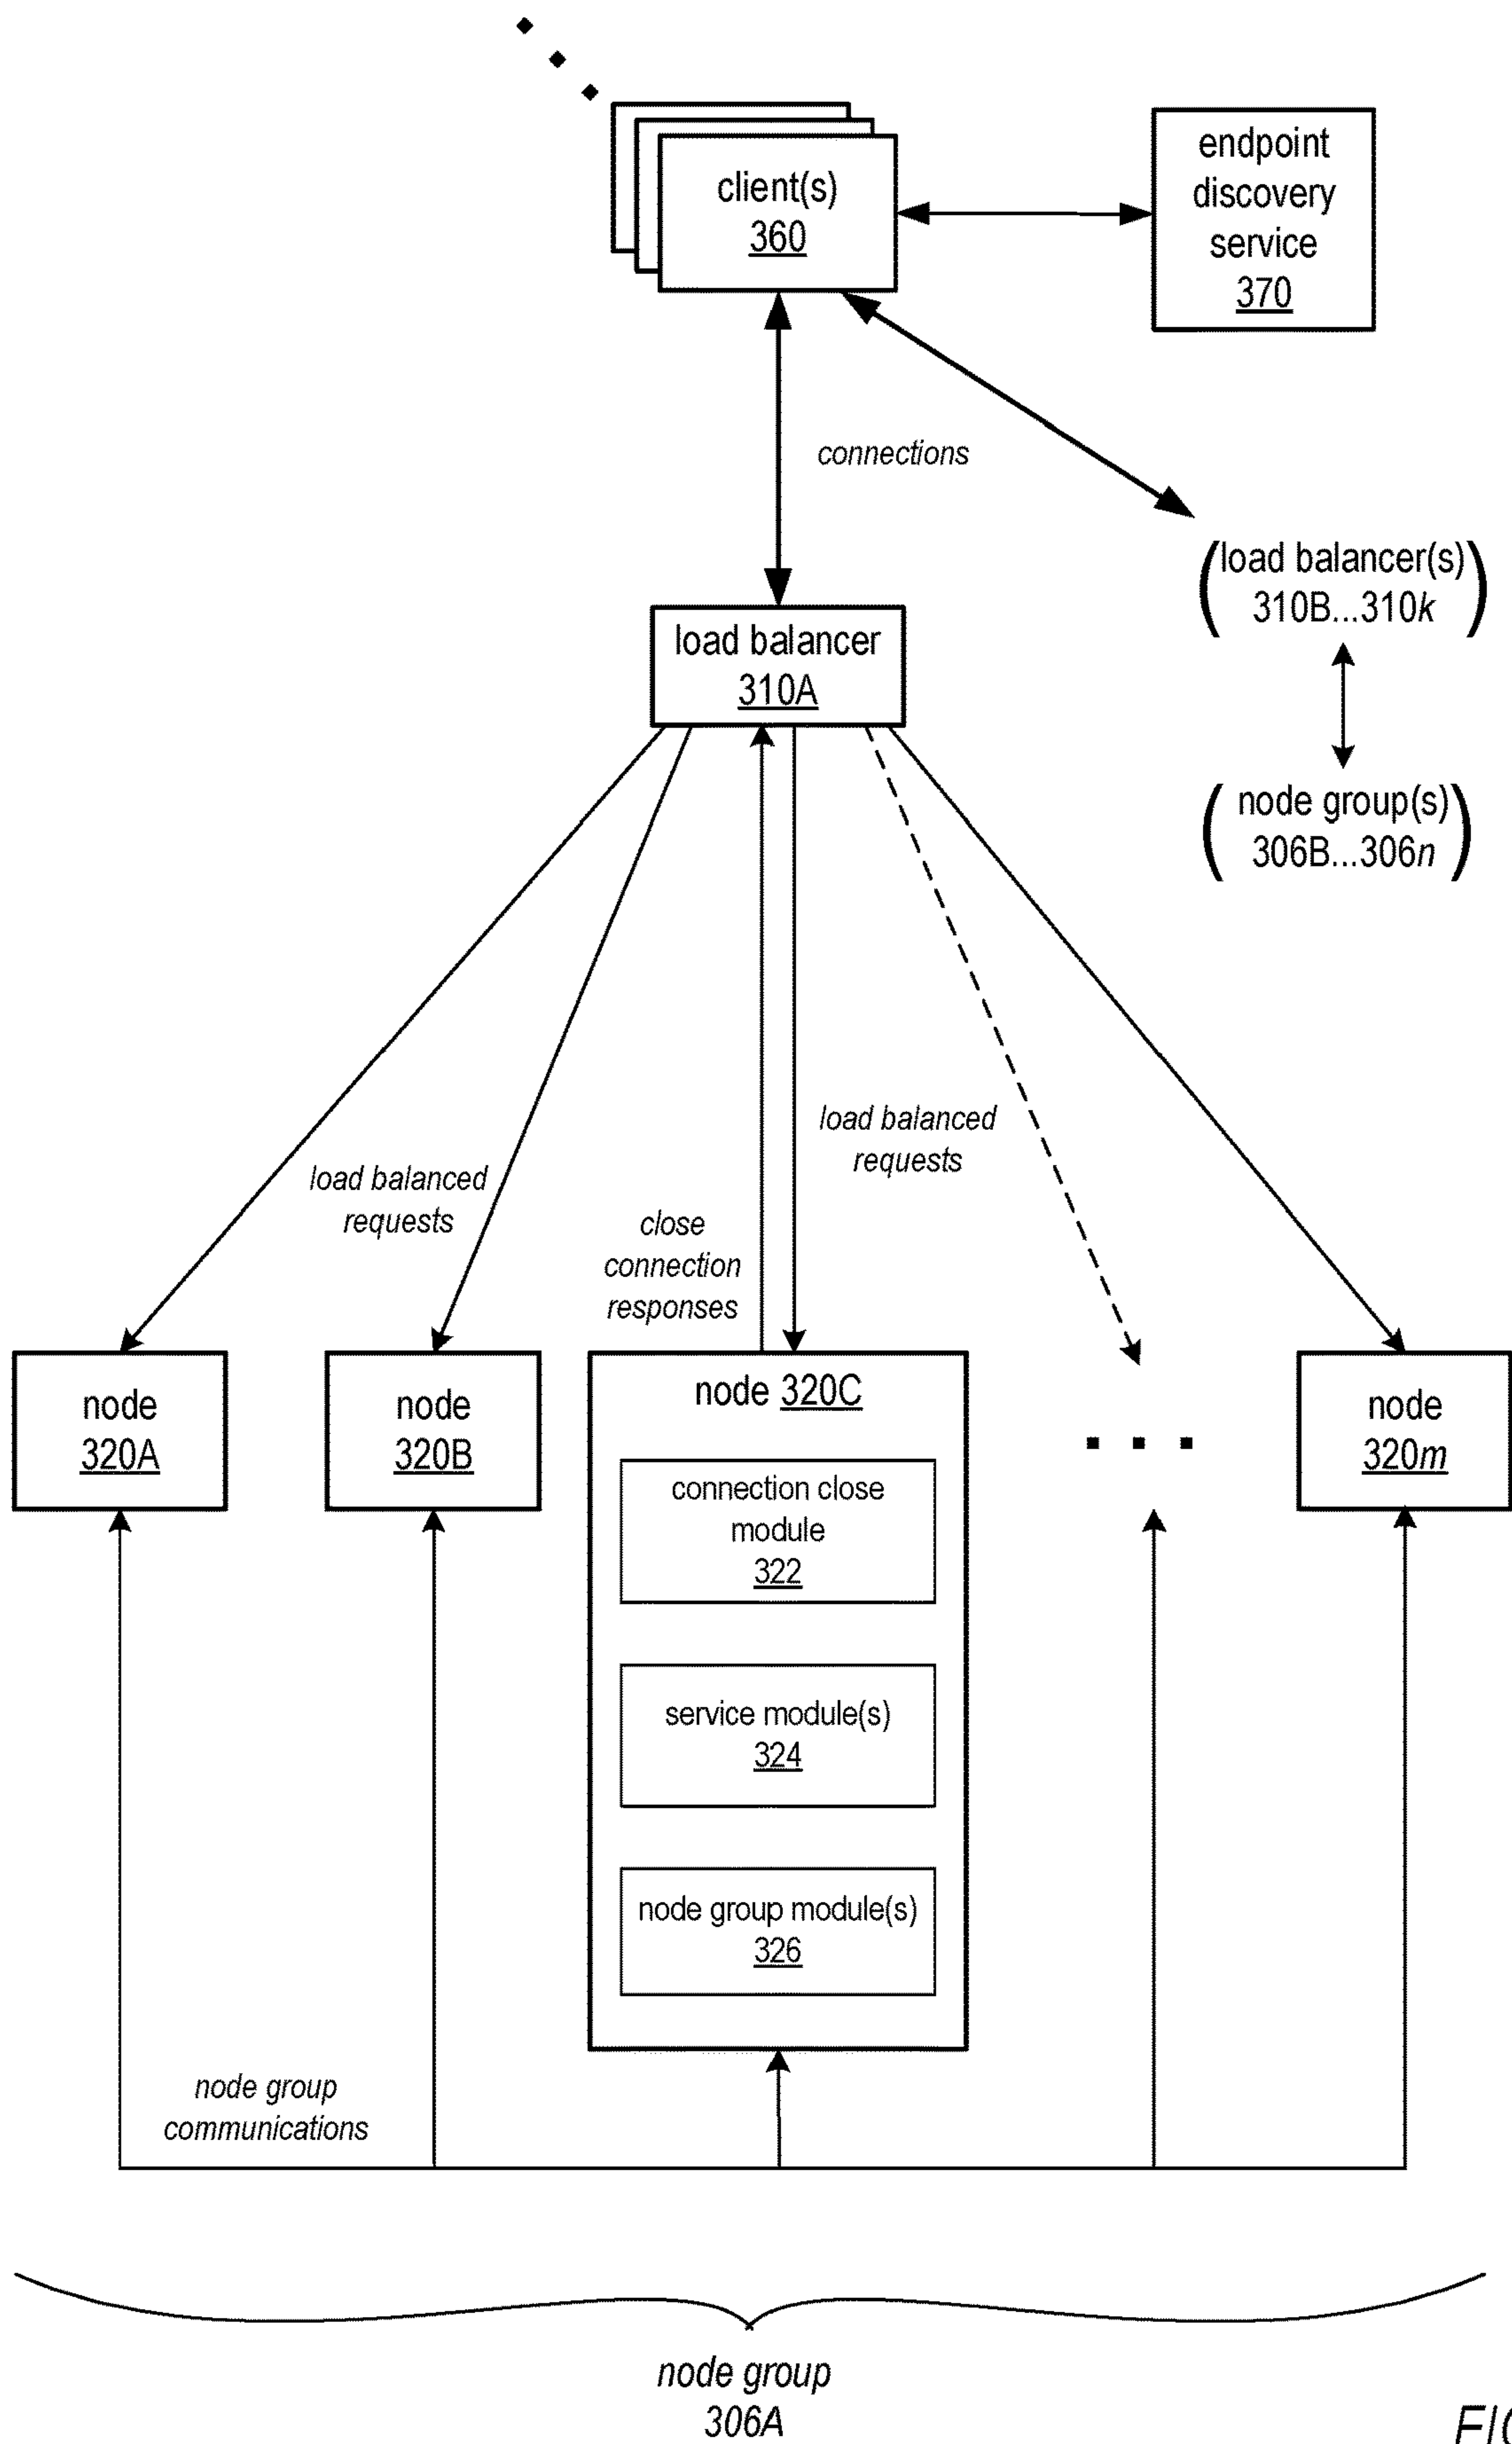 client(s)
360
endpoint
discovery
service
370
connections
(load balancer(s))
310B...310k
load balancer
310A
(node group(s))
306B...306n
load balanced
requests
load balanced
requests
close
connection
responses
node
320A
node
320B
node 320C
connection close
module
322
service module(s)
324
node group module(s)
326
node
320m
node group
communications
node group
306A